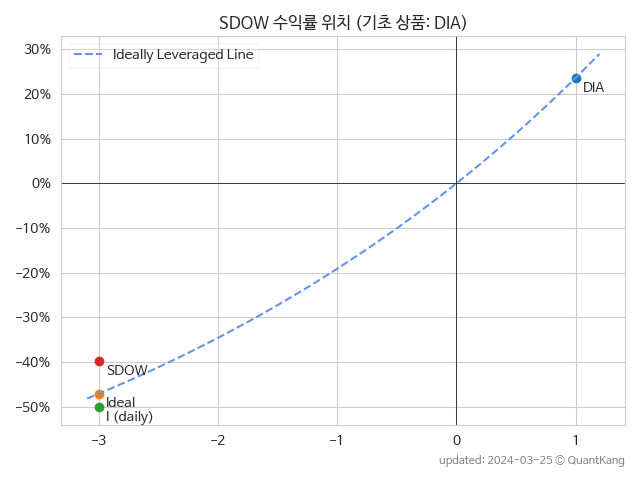 SDOW 수익률 위치 (기초 상품: DIA)
Ideally Leveraged Line
30%
20%
10%
0%
−10%
−20%
−30%
−40%
−50%
DIA
SDOW
Ideal
I (daily)
−3
−2
−1
0
1
updated: 2024-03-25 © QuantKang